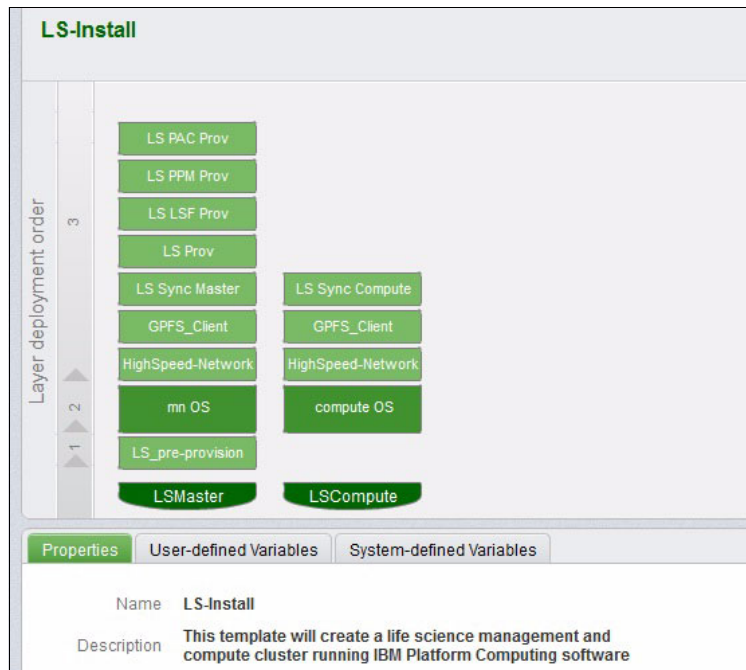 LS-Install
Layer deployment order
3
2
1
LS PAC Prov
LS PPM Prov
LS LSF Prov
LS Prov
LS Sync Master
GPFS_Client
HighSpeed-Network
mn OS
LS_pre-provision
LSMaster
LS Sync Compute
GPFS_Client
HighSpeed-Network
compute OS
LSCompute
Properties User-defined Variables System-defined Variables
Name LS-Install
Description This template will create a life science management and
compute cluster running IBM Platform Computing software